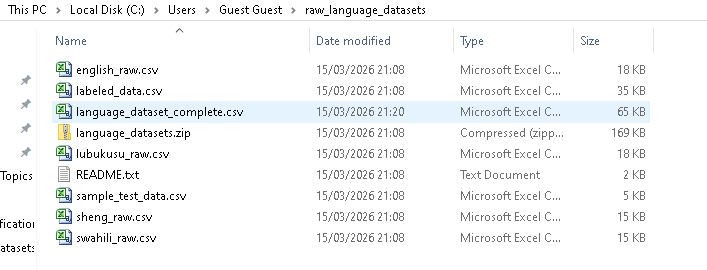 This PC > Local Disk (C:) > Users > Guest Guest > raw_language_datasets
Name Date modified Type Size
english_raw.csv 15/03/2026 21:08 Microsoft Excel C... 18 KB
labeled_data.csv 15/03/2026 21:08 Microsoft Excel C... 35 KB
language_dataset_complete.csv 15/03/2026 21:20 Microsoft Excel C... 65 KB
language_datasets.zip 15/03/2026 21:08 Compressed (zipp... 169 KB
lubukusu_raw.csv 15/03/2026 21:08 Microsoft Excel C... 18 KB
Topics README.txt 15/03/2026 21:08 Text Document 2 KB
sample_test_data.csv 15/03/2026 21:08 Microsoft Excel C... 5 KB
fication sheng_raw.csv 15/03/2026 21:08 Microsoft Excel C... 15 KB
atasets swahili_raw.csv 15/03/2026 21:08 Microsoft Excel C... 15 KB